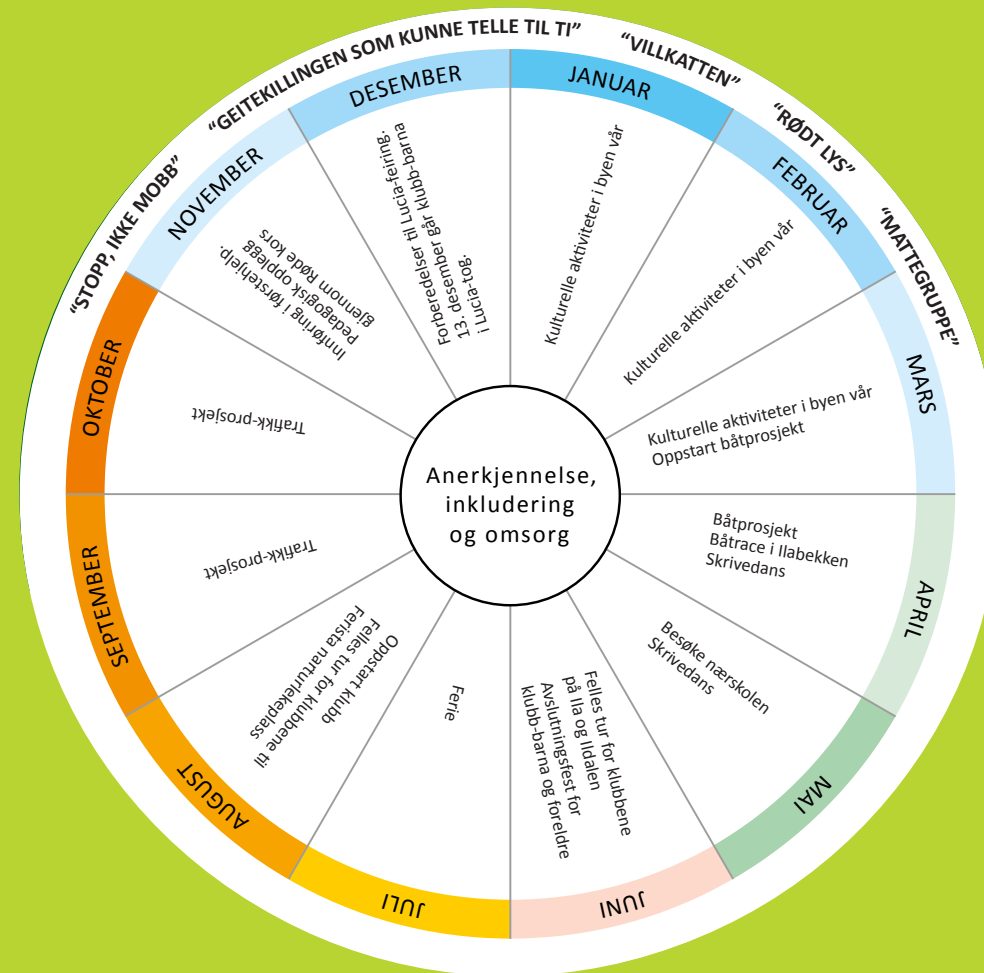 “STOPP, IKKE MOBB”
“GEITEKILLINGEN SOM KUNNE TELLE TIL TI”
“VILLKATTEN”
“RØDT LYS”
“MATTEGRUPPE”
JANUAR
Kulturelle aktiviteter i byen vår
FEBRUAR
Kulturelle aktiviteter i byen vår
MARS
Kulturelle aktiviteter i byen vår
Oppstart båtprosjekt
APRIL
Båtprosjekt
Båtrace i Ilabekken
Skrivedans
MAI
Besøke nærskolen
Skrivedans
JUNI
Felles tur for klubbene
på Ila og Ildalen
Avslutningsfest for
klubb-barna og foreldre
JULI
Ferie
AUGUST
Oppstart klubb
Felles tur for klubbene til
Ferista narturlekeplass
SEPTEMBER
Trafikk-prosjekt
OKTOBER
Trafikk-prosjekt
NOVEMBER
Innføring i førstehjelp.
Pedagogisk opplegg
gjennom Røde kors
DESEMBER
Forberedelser til Lucia-feiring.
13. desember går klubb-barna
i Lucia-tog.
Anerkjennelse,
inkludering
og omsorg